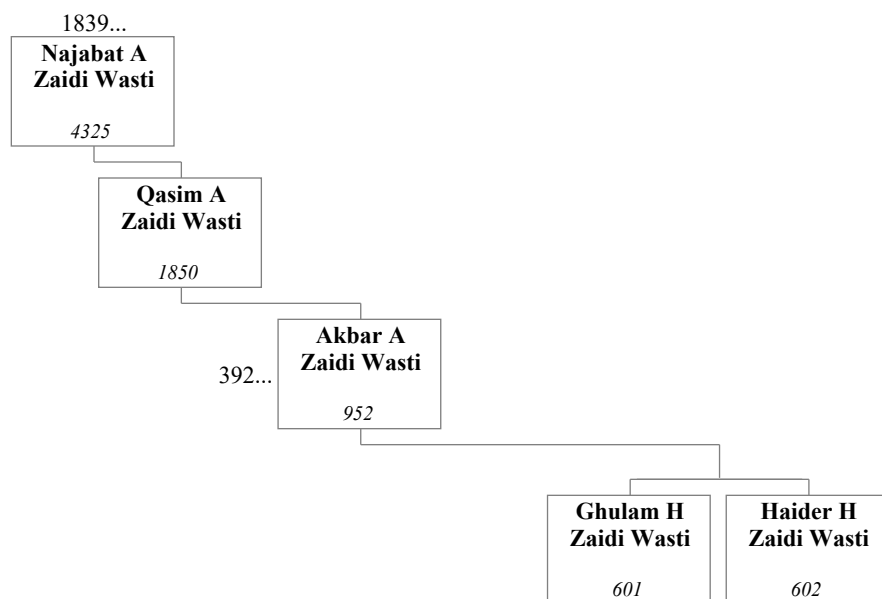 1839...
Najabat A
Zaidi Wasti
4325
Qasim A
Zaidi Wasti
1850
392...
Akbar A
Zaidi Wasti
952
Ghulam H
Zaidi Wasti
601
Haider H
Zaidi Wasti
602